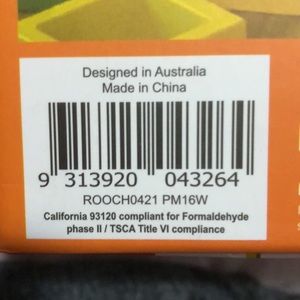 Designed in Australia
Made in China
9 313920 043264
ROOCH0421 PM16W
California 93120 compliant for Formaldehyde
phase II / TSCA Title VI compliance